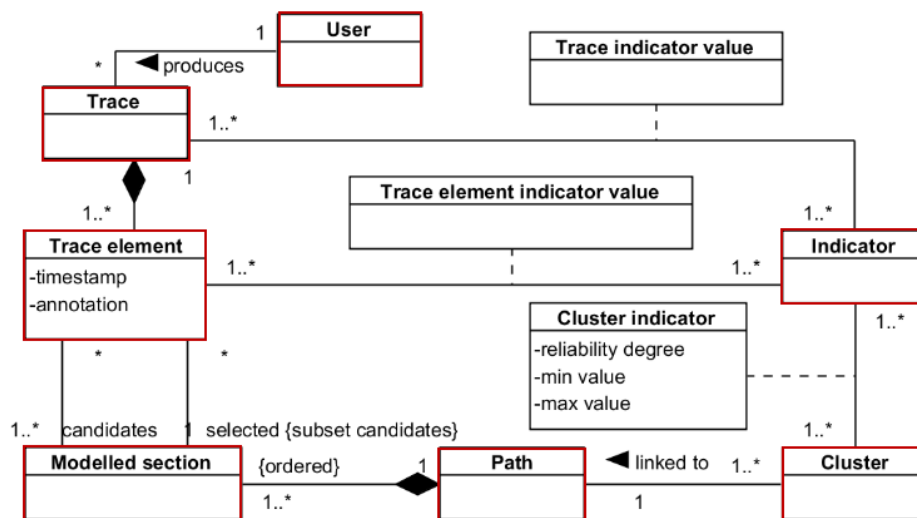 1
User
Trace indicator value
* ◄ produces
Trace
1..*
1
Trace element indicator value
1..*
1..*
Trace element
1..*
1..*
Indicator
-timestamp
-annotation
Cluster indicator
1..*
-reliability degree
* *
-min value
-max value
1..* candidates 1 selected {subset candidates}
1..*
Modelled section
{ordered}
1
Path
◄ linked to
1..*
Cluster
1..*
1